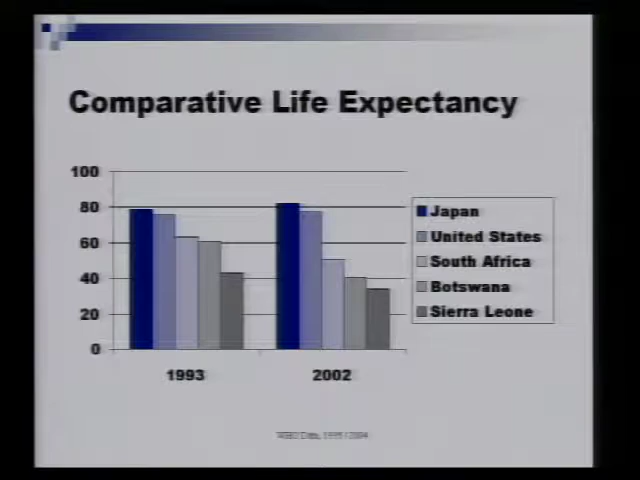 Comparative Life Expectancy
100
80
60
40
20
0
1993
2002
Japan
United States
South Africa
Botswana
Sierra Leone
Data,